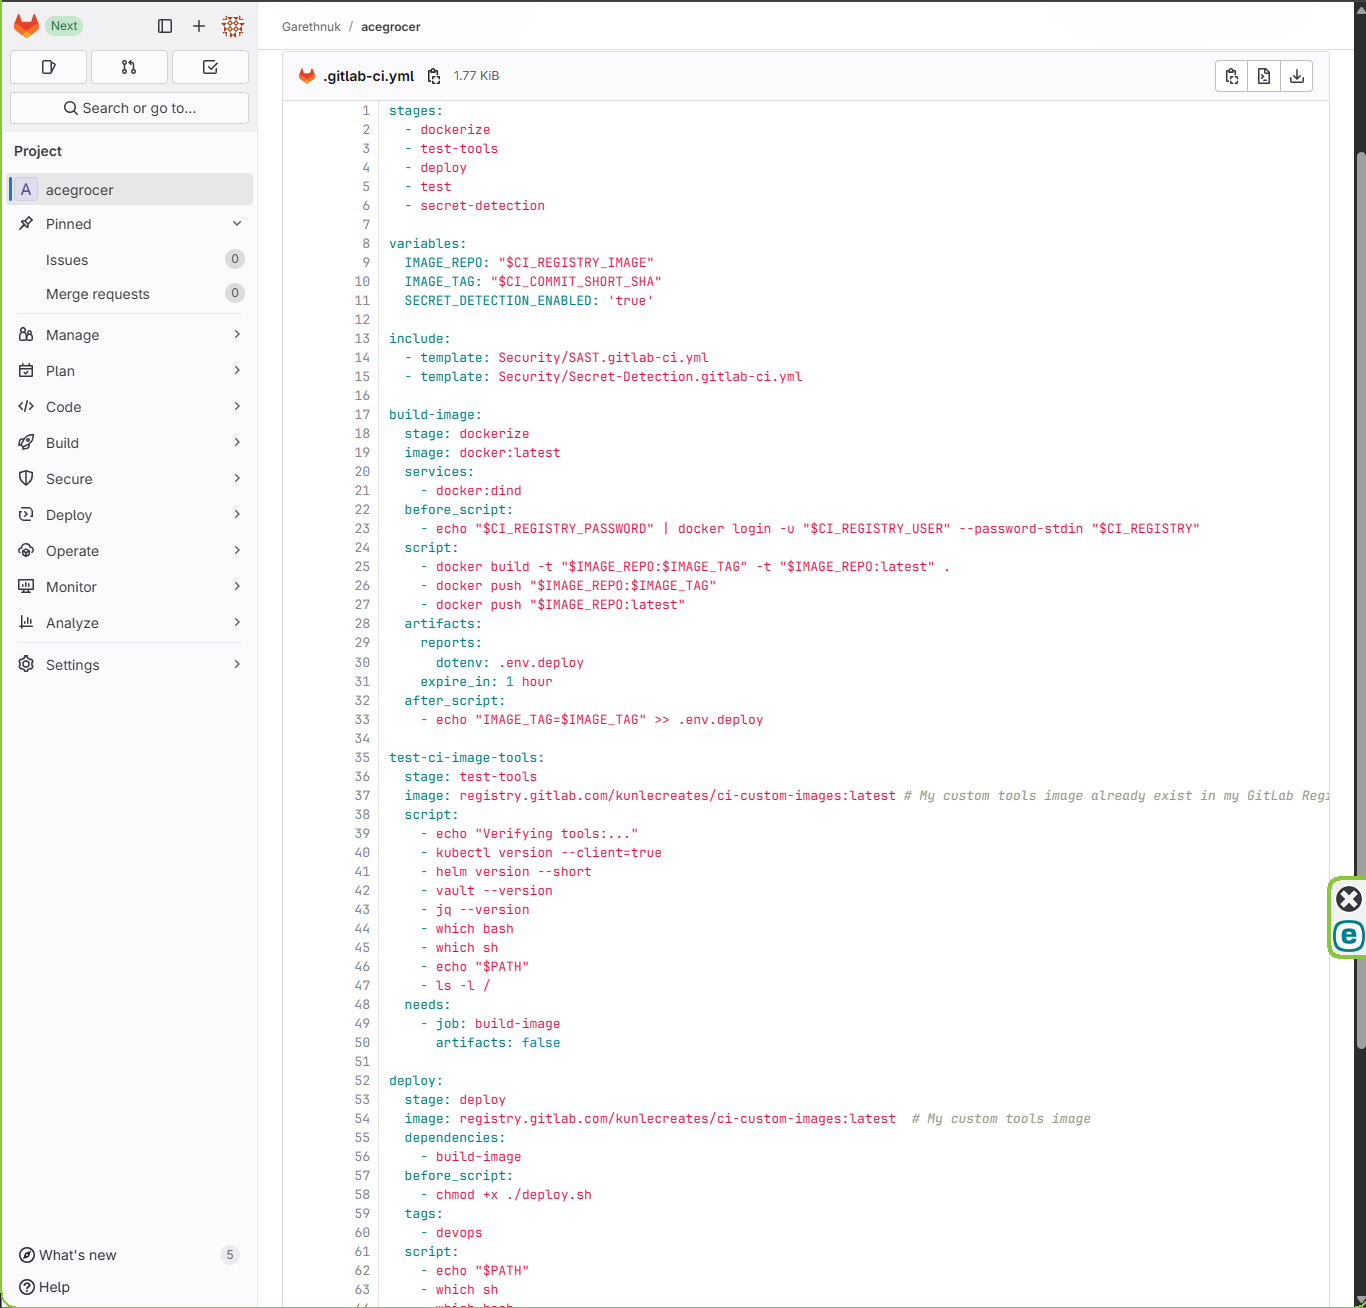 Next
Garethnuk / acegrocer
Search or go to...
Project
A acegrocer
Pinned
Issues 0
Merge requests 0
Manage
Plan
Code
Build
Secure
Deploy
Operate
Monitor
Analyze
Settings
What's new 5
Help
.gitlab-ci.yml 1.77 KiB
1 stages:
2   - dockerize
3   - test-tools
4   - deploy
5   - test
6   - secret-detection
7
8 variables:
9   IMAGE_REPO: "$CI_REGISTRY_IMAGE"
10   IMAGE_TAG: "$CI_COMMIT_SHORT_SHA"
11   SECRET_DETECTION_ENABLED: 'true'
12
13 include:
14   - template: Security/SAST.gitlab-ci.yml
15   - template: Security/Secret-Detection.gitlab-ci.yml
16
17 build-image:
18   stage: dockerize
19   image: docker:latest
20   services:
21     - docker:dind
22   before_script:
23     - echo "$CI_REGISTRY_PASSWORD" | docker login -u "$CI_REGISTRY_USER" --password-stdin "$CI_REGISTRY"
24   script:
25     - docker build -t "$IMAGE_REPO:$IMAGE_TAG" -t "$IMAGE_REPO:latest" .
26     - docker push "$IMAGE_REPO:$IMAGE_TAG"
27     - docker push "$IMAGE_REPO:latest"
28   artifacts:
29     reports:
30       dotenv: .env.deploy
31     expire_in: 1 hour
32   after_script:
33     - echo "IMAGE_TAG=$IMAGE_TAG" >> .env.deploy
34
35 test-ci-image-tools:
36   stage: test-tools
37   image: registry.gitlab.com/kunlecreates/ci-custom-images:latest # My custom tools image already exist in my GitLab Regi
38   script:
39     - echo "Verifying tools:..."
40     - kubectl version --client=true
41     - helm version --short
42     - vault --version
43     - jq --version
44     - which bash
45     - which sh
46     - echo "$PATH"
47     - ls -l /
48   needs:
49     - job: build-image
50       artifacts: false
51
52 deploy:
53   stage: deploy
54   image: registry.gitlab.com/kunlecreates/ci-custom-images:latest  # My custom tools image
55   dependencies:
56     - build-image
57   before_script:
58     - chmod +x ./deploy.sh
59   tags:
60     - devops
61   script:
62     - echo "$PATH"
63     - which sh
64     - which bash
e